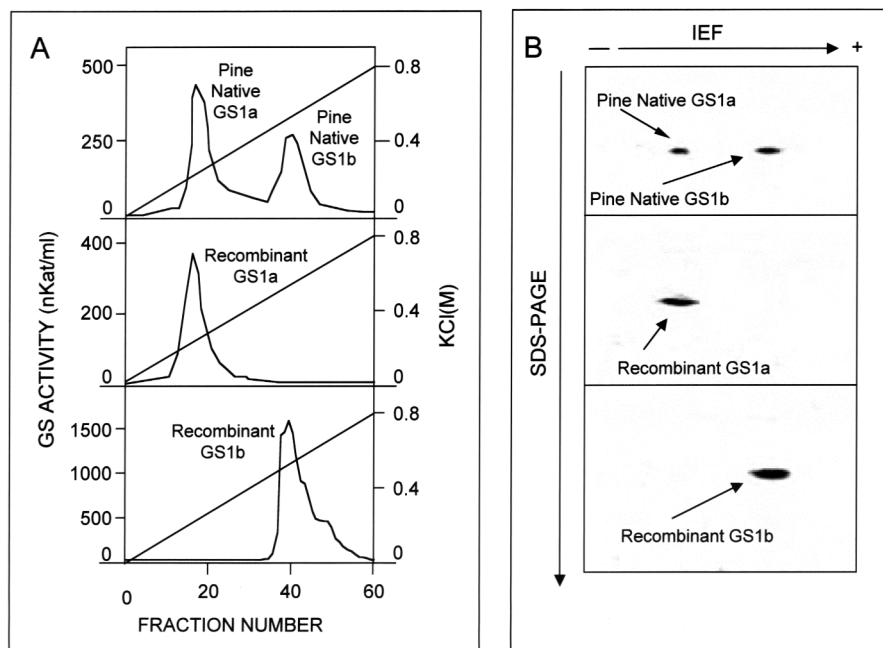 A
500
250
0
Pine
Native
GS1a
Pine
Native
GS1b
0.8
0.4
0
400
200
0
Recombinant
GS1a
0.8
0.4
0
1500
1000
500
0
Recombinant
GS1b
0.8
0.4
0
0 20 40 60
FRACTION NUMBER
GS ACTIVITY (nKat/ml)
KCl(M)
B
IEF
— +
SDS-PAGE
Pine Native GS1a
Pine Native GS1b
Recombinant GS1a
Recombinant GS1b